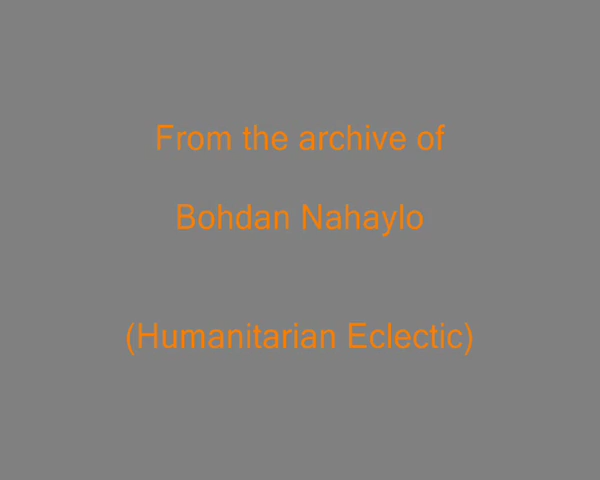 From the archive of
Bohdan Nahaylo
(Humanitarian Eclectic)